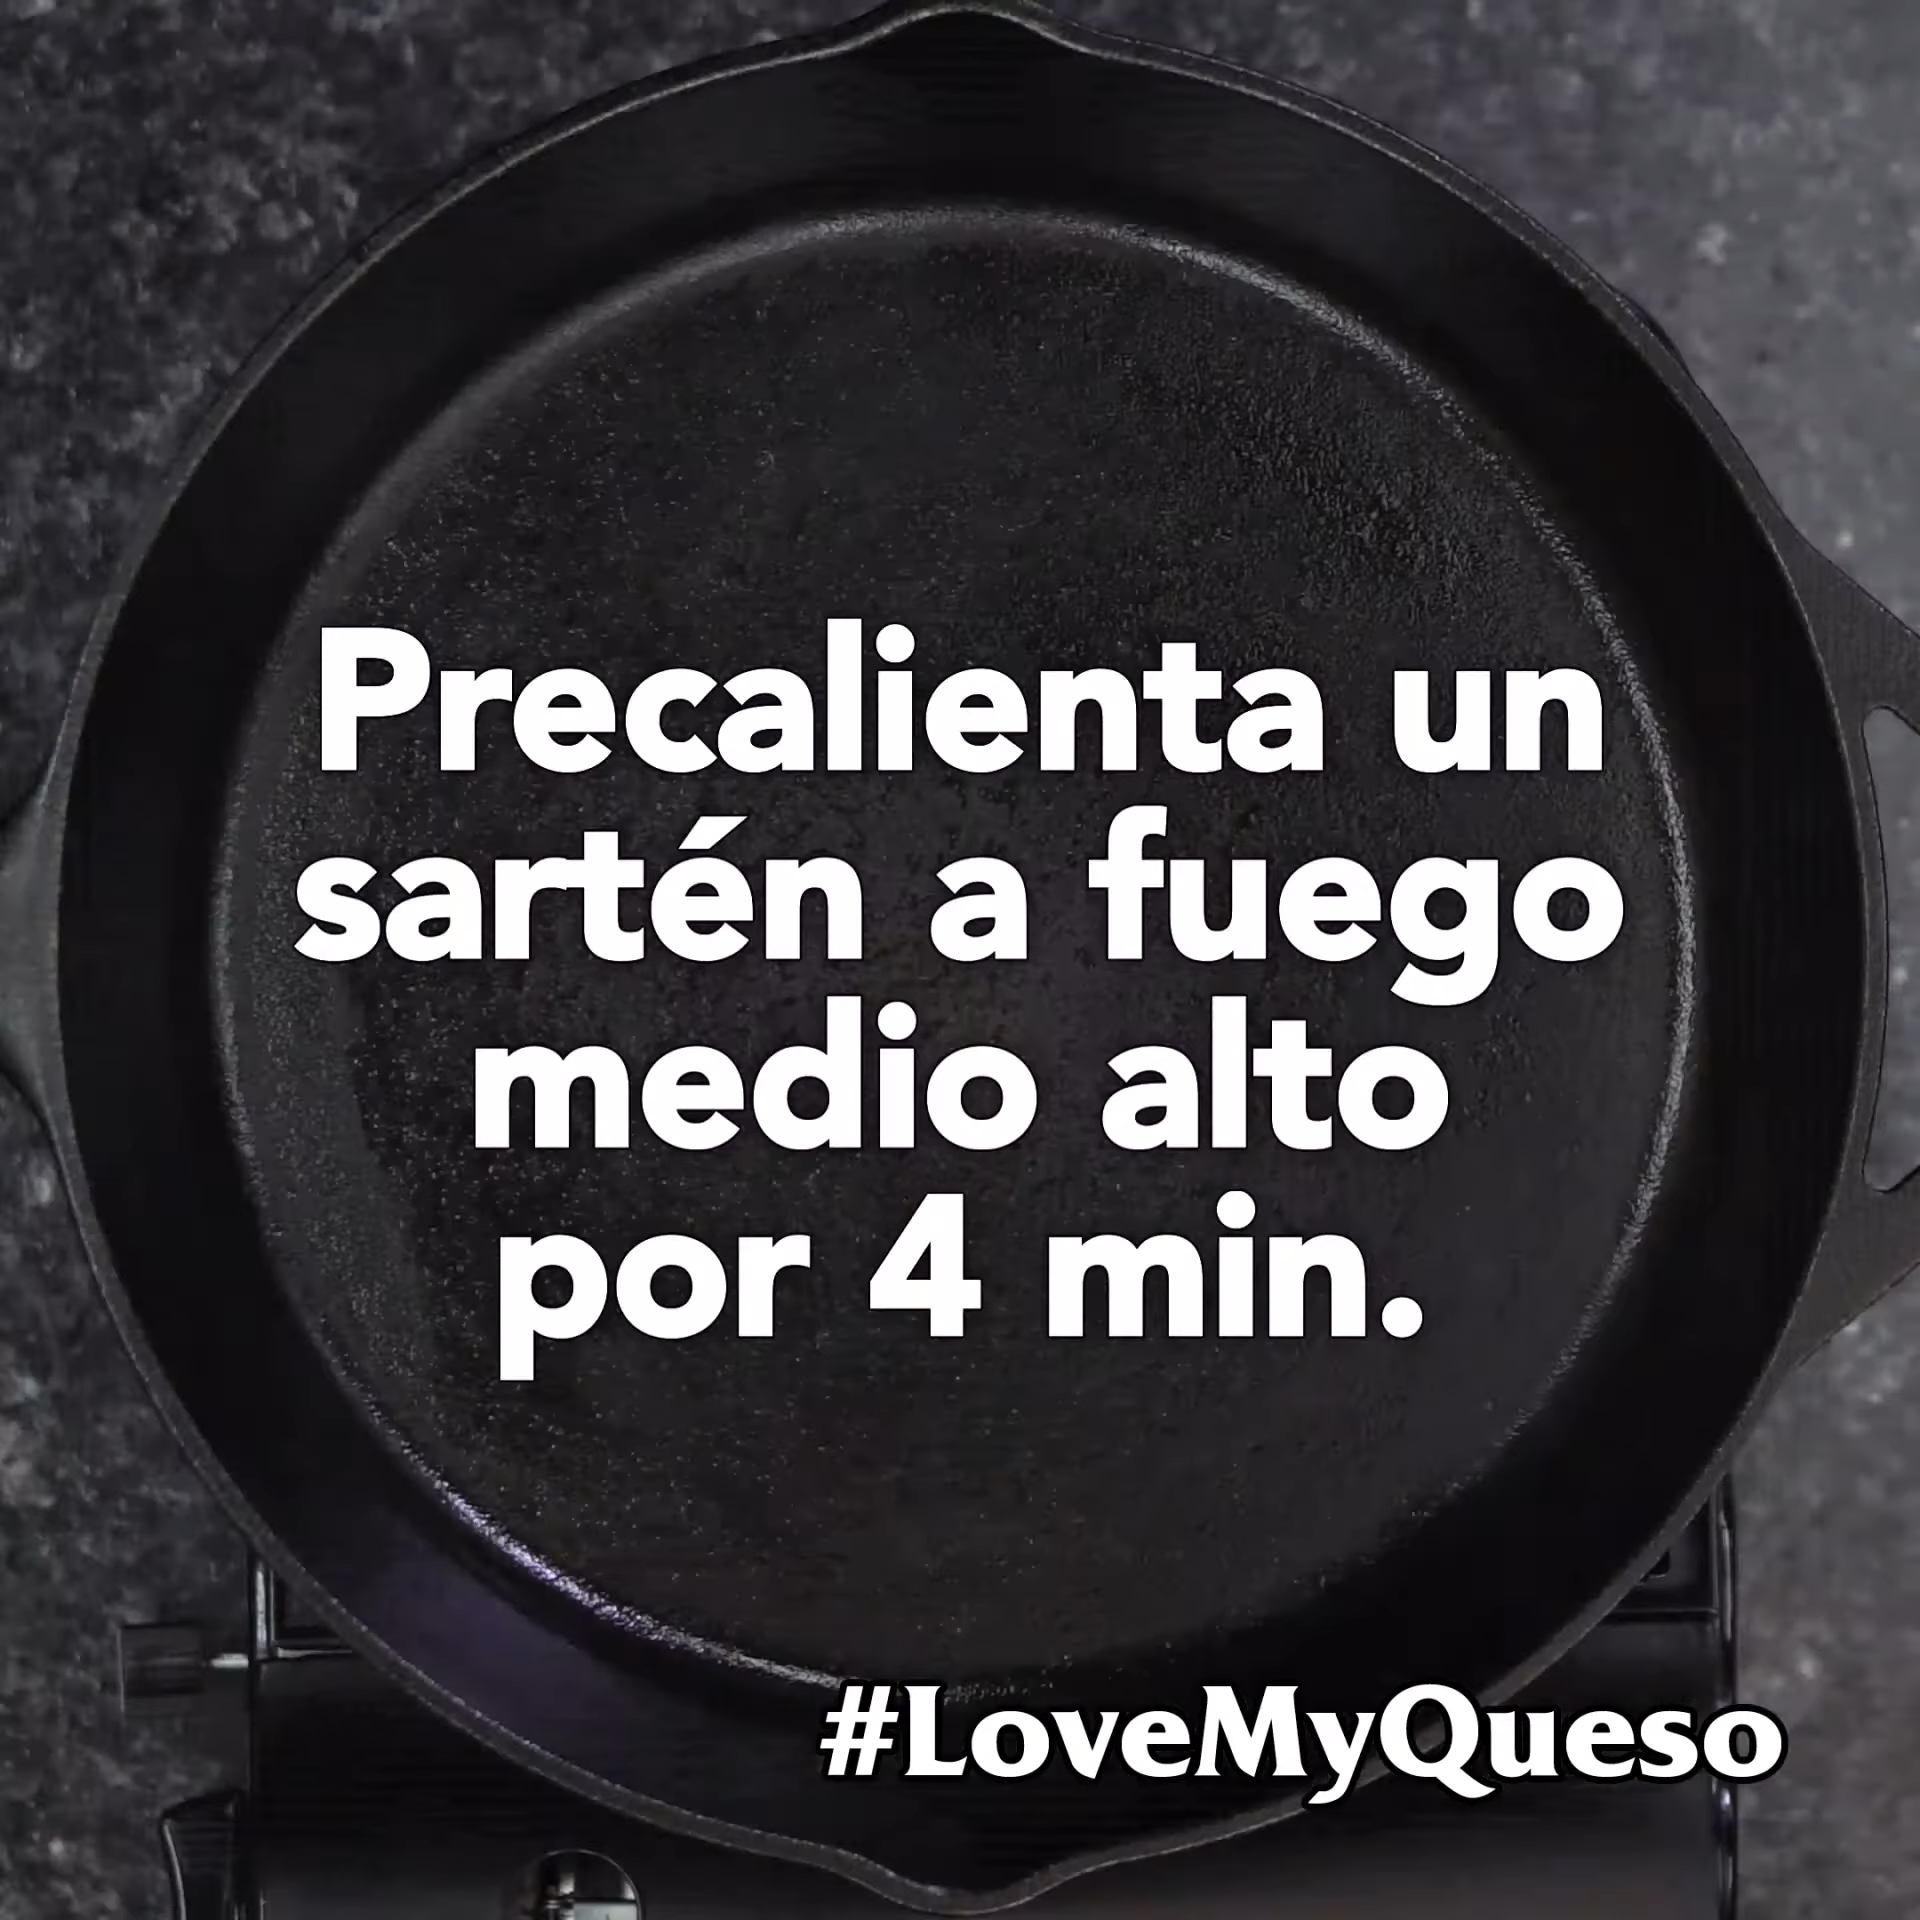 Precalienta un
sartén a fuego
medio alto
por 4 min.
#LoveMyQueso